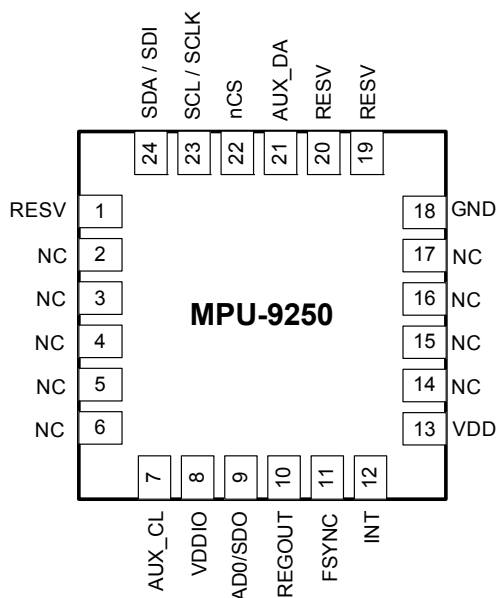 SDA / SDI
SCL / SCLK
nCS
AUX_DA
RESV
RESV
24
23
22
21
20
19
RESV 1
NC 2
NC 3
NC 4
NC 5
NC 6
MPU-9250
18 GND
17 NC
16 NC
15 NC
14 NC
13 VDD
7
8
9
10
11
12
AUX_CL
VDDIO
AD0/SDO
REGOUT
FSYNC
INT